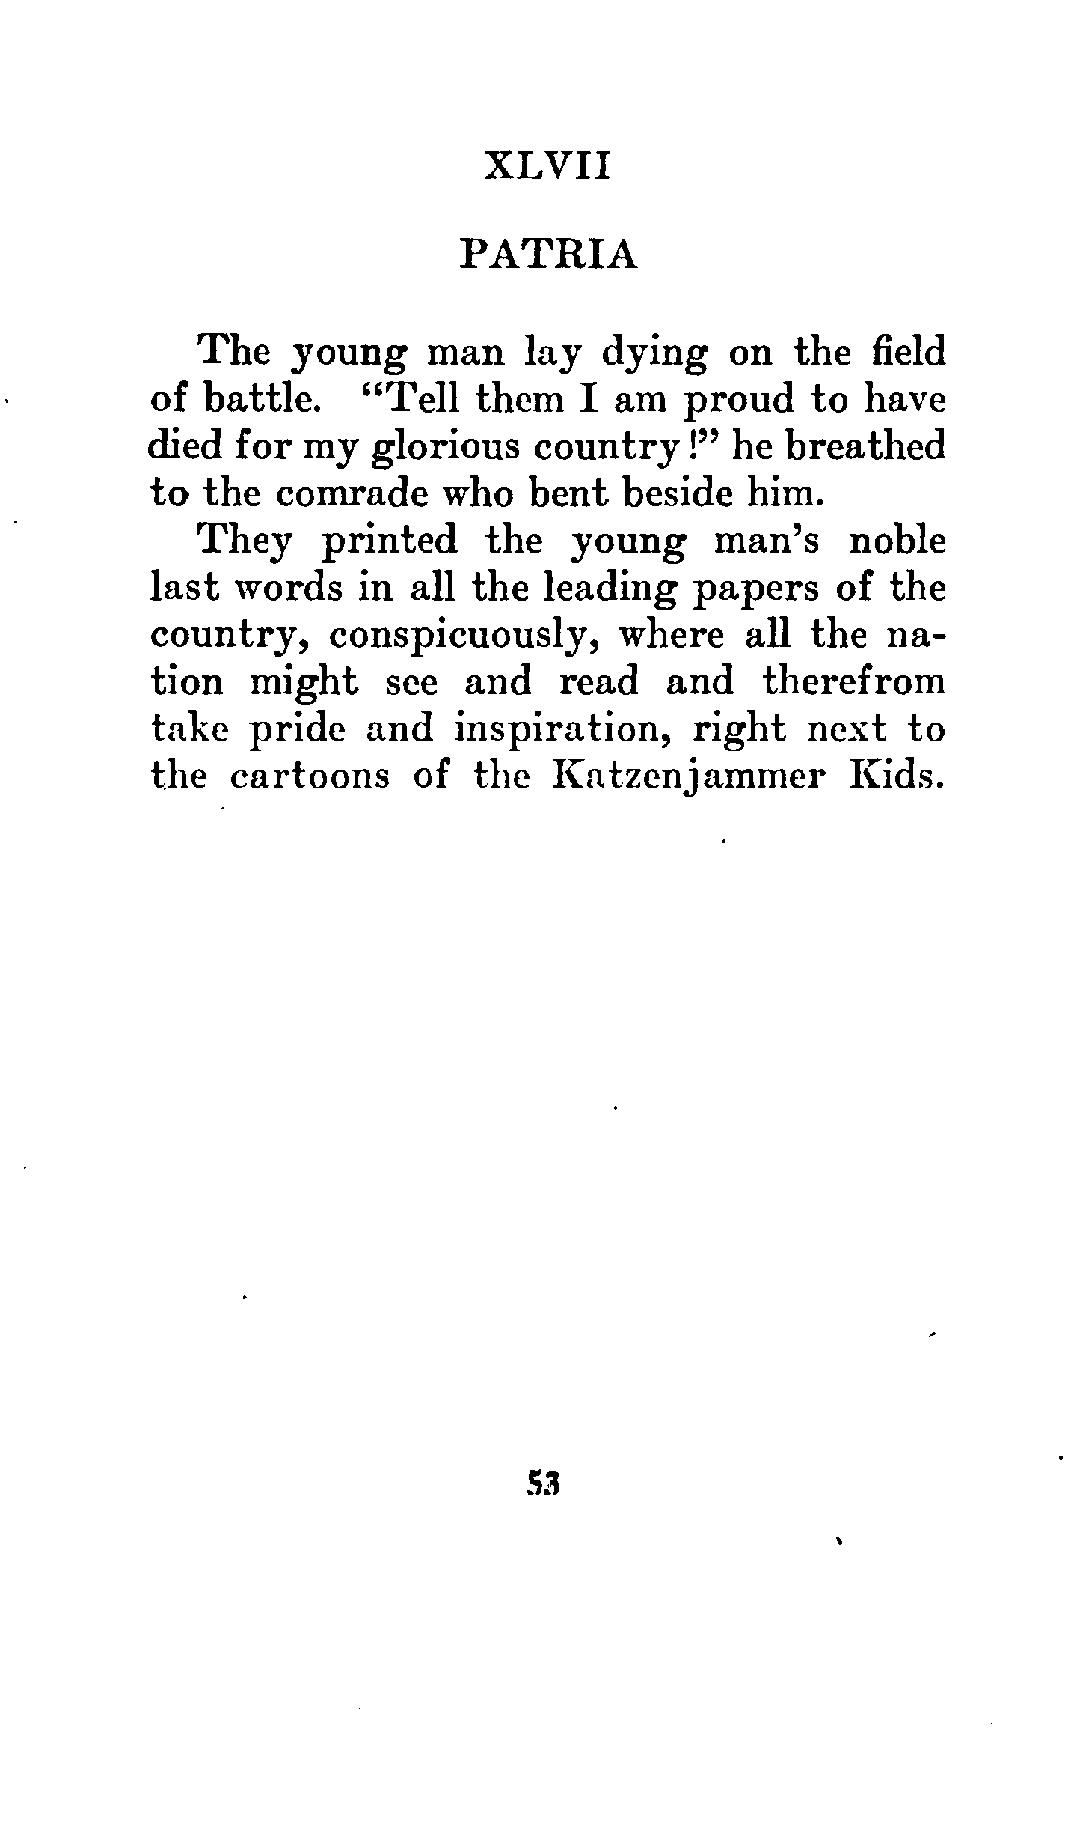 XLVII
PATRIA
The young man lay dying on the field
of battle. “Tell them I am proud to have
died for my glorious country!” he breathed
to the comrade who bent beside him.
They printed the young man’s noble
last words in all the leading papers of the
country, conspicuously, where all the na-
tion might see and read and therefrom
take pride and inspiration, right next to
the cartoons of the Katzenjammer Kids.
53